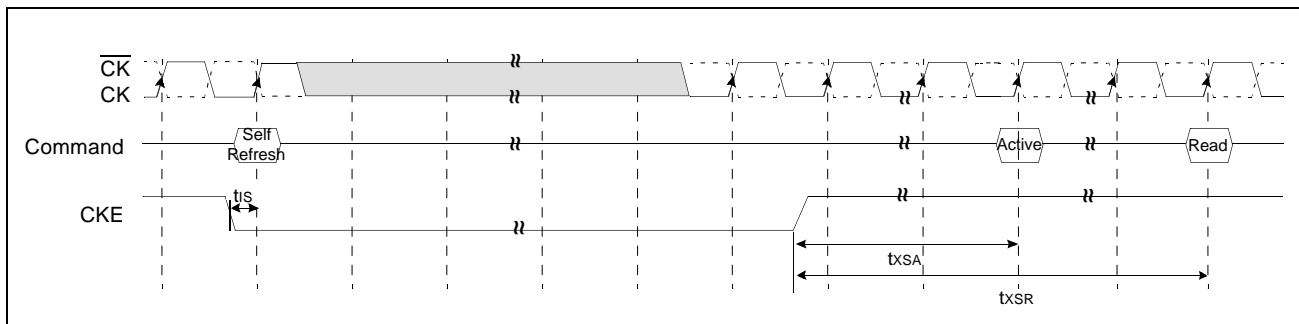 CK
CK
Command
Self
Refresh
Active
Read
tIS
CKE
tXSA
tXSR